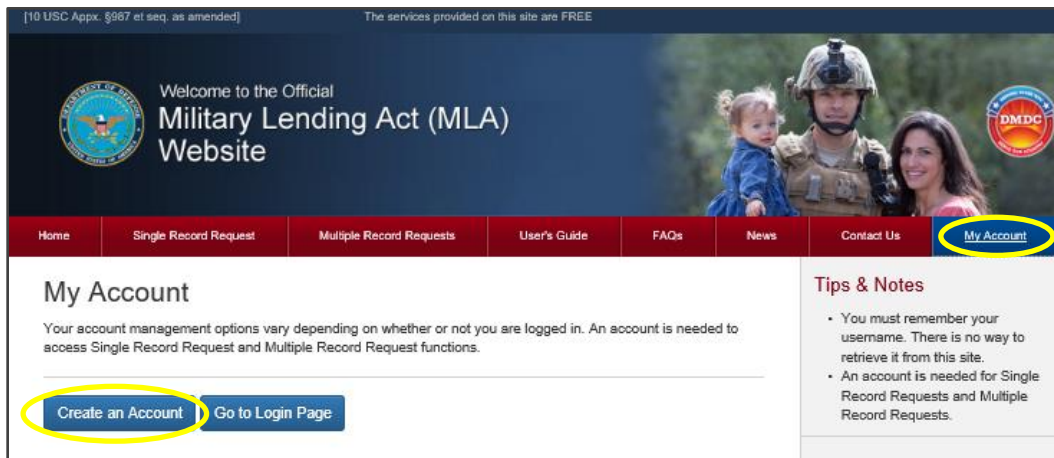 [10 USC Appx. §987 et seq. as amended]
The services provided on this site are FREE
Welcome to the Official
Military Lending Act (MLA)
Website
DMDC
Home
Single Record Request
Multiple Record Requests
User's Guide
FAQs
News
Contact Us
My Account
My Account
Your account management options vary depending on whether or not you are logged in. An account is needed to
access Single Record Request and Multiple Record Request functions.
Create an Account
Go to Login Page
Tips & Notes
• You must remember your
username. There is no way to
retrieve it from this site.
• An account is needed for Single
Record Requests and Multiple
Record Requests.